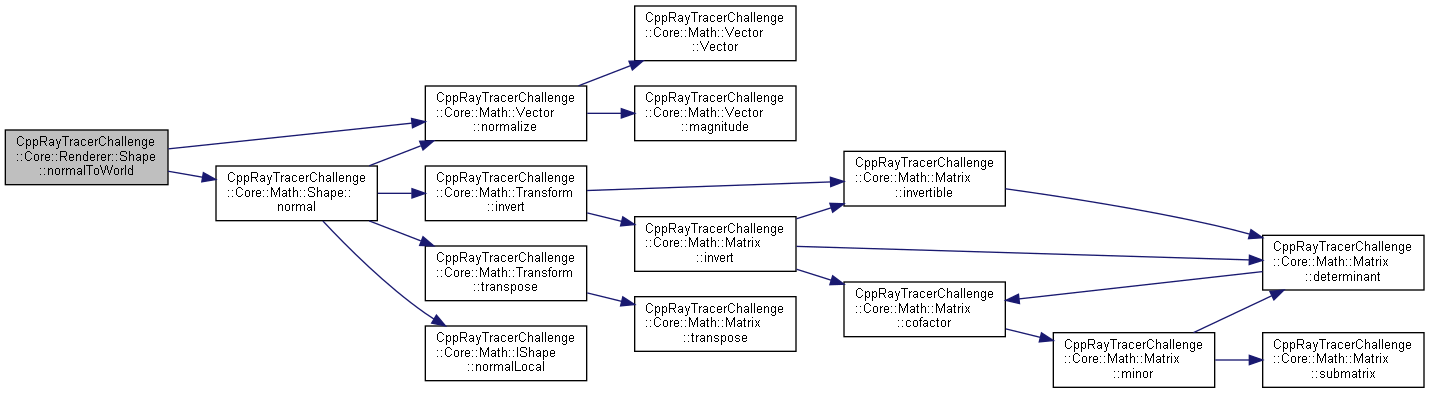 CppRayTracerChallenge
::Core::Renderer::Shape
::normalToWorld
CppRayTracerChallenge
::Core::Math::Shape::
normal
CppRayTracerChallenge
::Core::Math::Vector
::normalize
CppRayTracerChallenge
::Core::Math::Vector
::Vector
CppRayTracerChallenge
::Core::Math::Vector
::magnitude
CppRayTracerChallenge
::Core::Math::Transform
::invert
CppRayTracerChallenge
::Core::Math::Matrix
::invert
CppRayTracerChallenge
::Core::Math::Matrix
::invertible
CppRayTracerChallenge
::Core::Math::Matrix
::determinant
CppRayTracerChallenge
::Core::Math::Matrix
::cofactor
CppRayTracerChallenge
::Core::Math::Matrix
::minor
CppRayTracerChallenge
::Core::Math::Matrix
::submatrix
CppRayTracerChallenge
::Core::Math::Transform
::transpose
CppRayTracerChallenge
::Core::Math::Matrix
::transpose
CppRayTracerChallenge
::Core::Math::IShape
::normalLocal